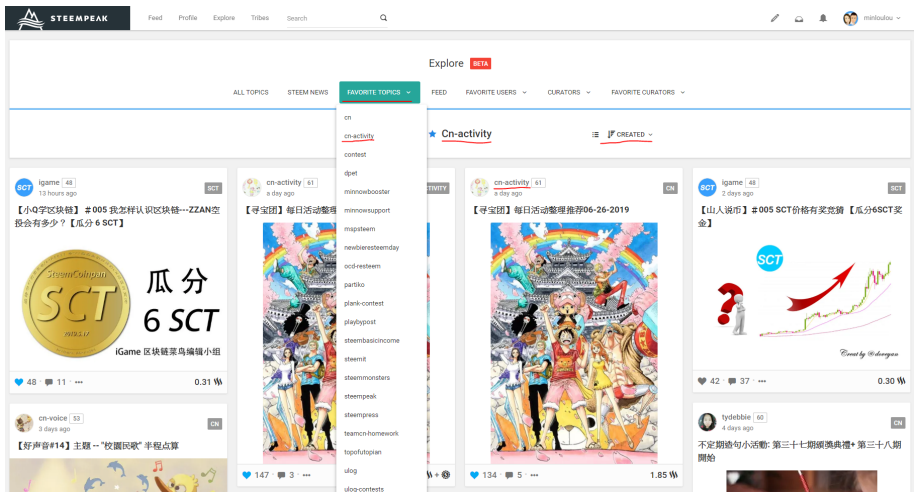 STEEMPEAK
Feed Profile Explore Tribes Search
minloulou
Explore BETA
ALL TOPICS STEEM NEWS FAVORITE TOPICS FEED FAVORITE USERS CURATORS FAVORITE CURATORS
Cn-activity
CREATED
cn
cn-activity
contest
dpet
minnowbooster
minnowsupport
mspsteem
newbieresteemday
ocd-resteem
partiko
plank-contest
playbypost
steembasicincome
steemit
steemmonsters
steempeak
steempress
teamcn-homework
topofutopian
ulog
ulog-contests
SCT
igame 48
13 hours ago
SCT
【小Q学区块链】＃005 我怎样认识区块链---ZZAN空
投会有多少？【瓜分 6 SCT】
SteemCoinpan
SCT
瓜 分
6 SCT
iGame 区块链菜鸟编辑小组
48 · 11 · ···
0.31
cn-voice 53
3 days ago
CN
【好声音#14】主题 -- "校園民歌" 半程点算
cn-activity 61
a day ago
TIVITY
【寻宝团】每日活动整理
147 · 3 · ···
+
cn-activity 61
a day ago
CN
【寻宝团】每日活动整理推荐06-26-2019
134 · 5 · ···
1.85
SCT
igame 48
2 days ago
SCT
【山人说币】＃005 SCT价格有奖竞猜【瓜分6SCT奖
金】
SCT
Creat by @doregan
42 · 37 · ···
0.30
tydebbie 60
4 days ago
CN
不定期造句小活動: 第三十七期頒獎典禮+ 第三十八期
開始